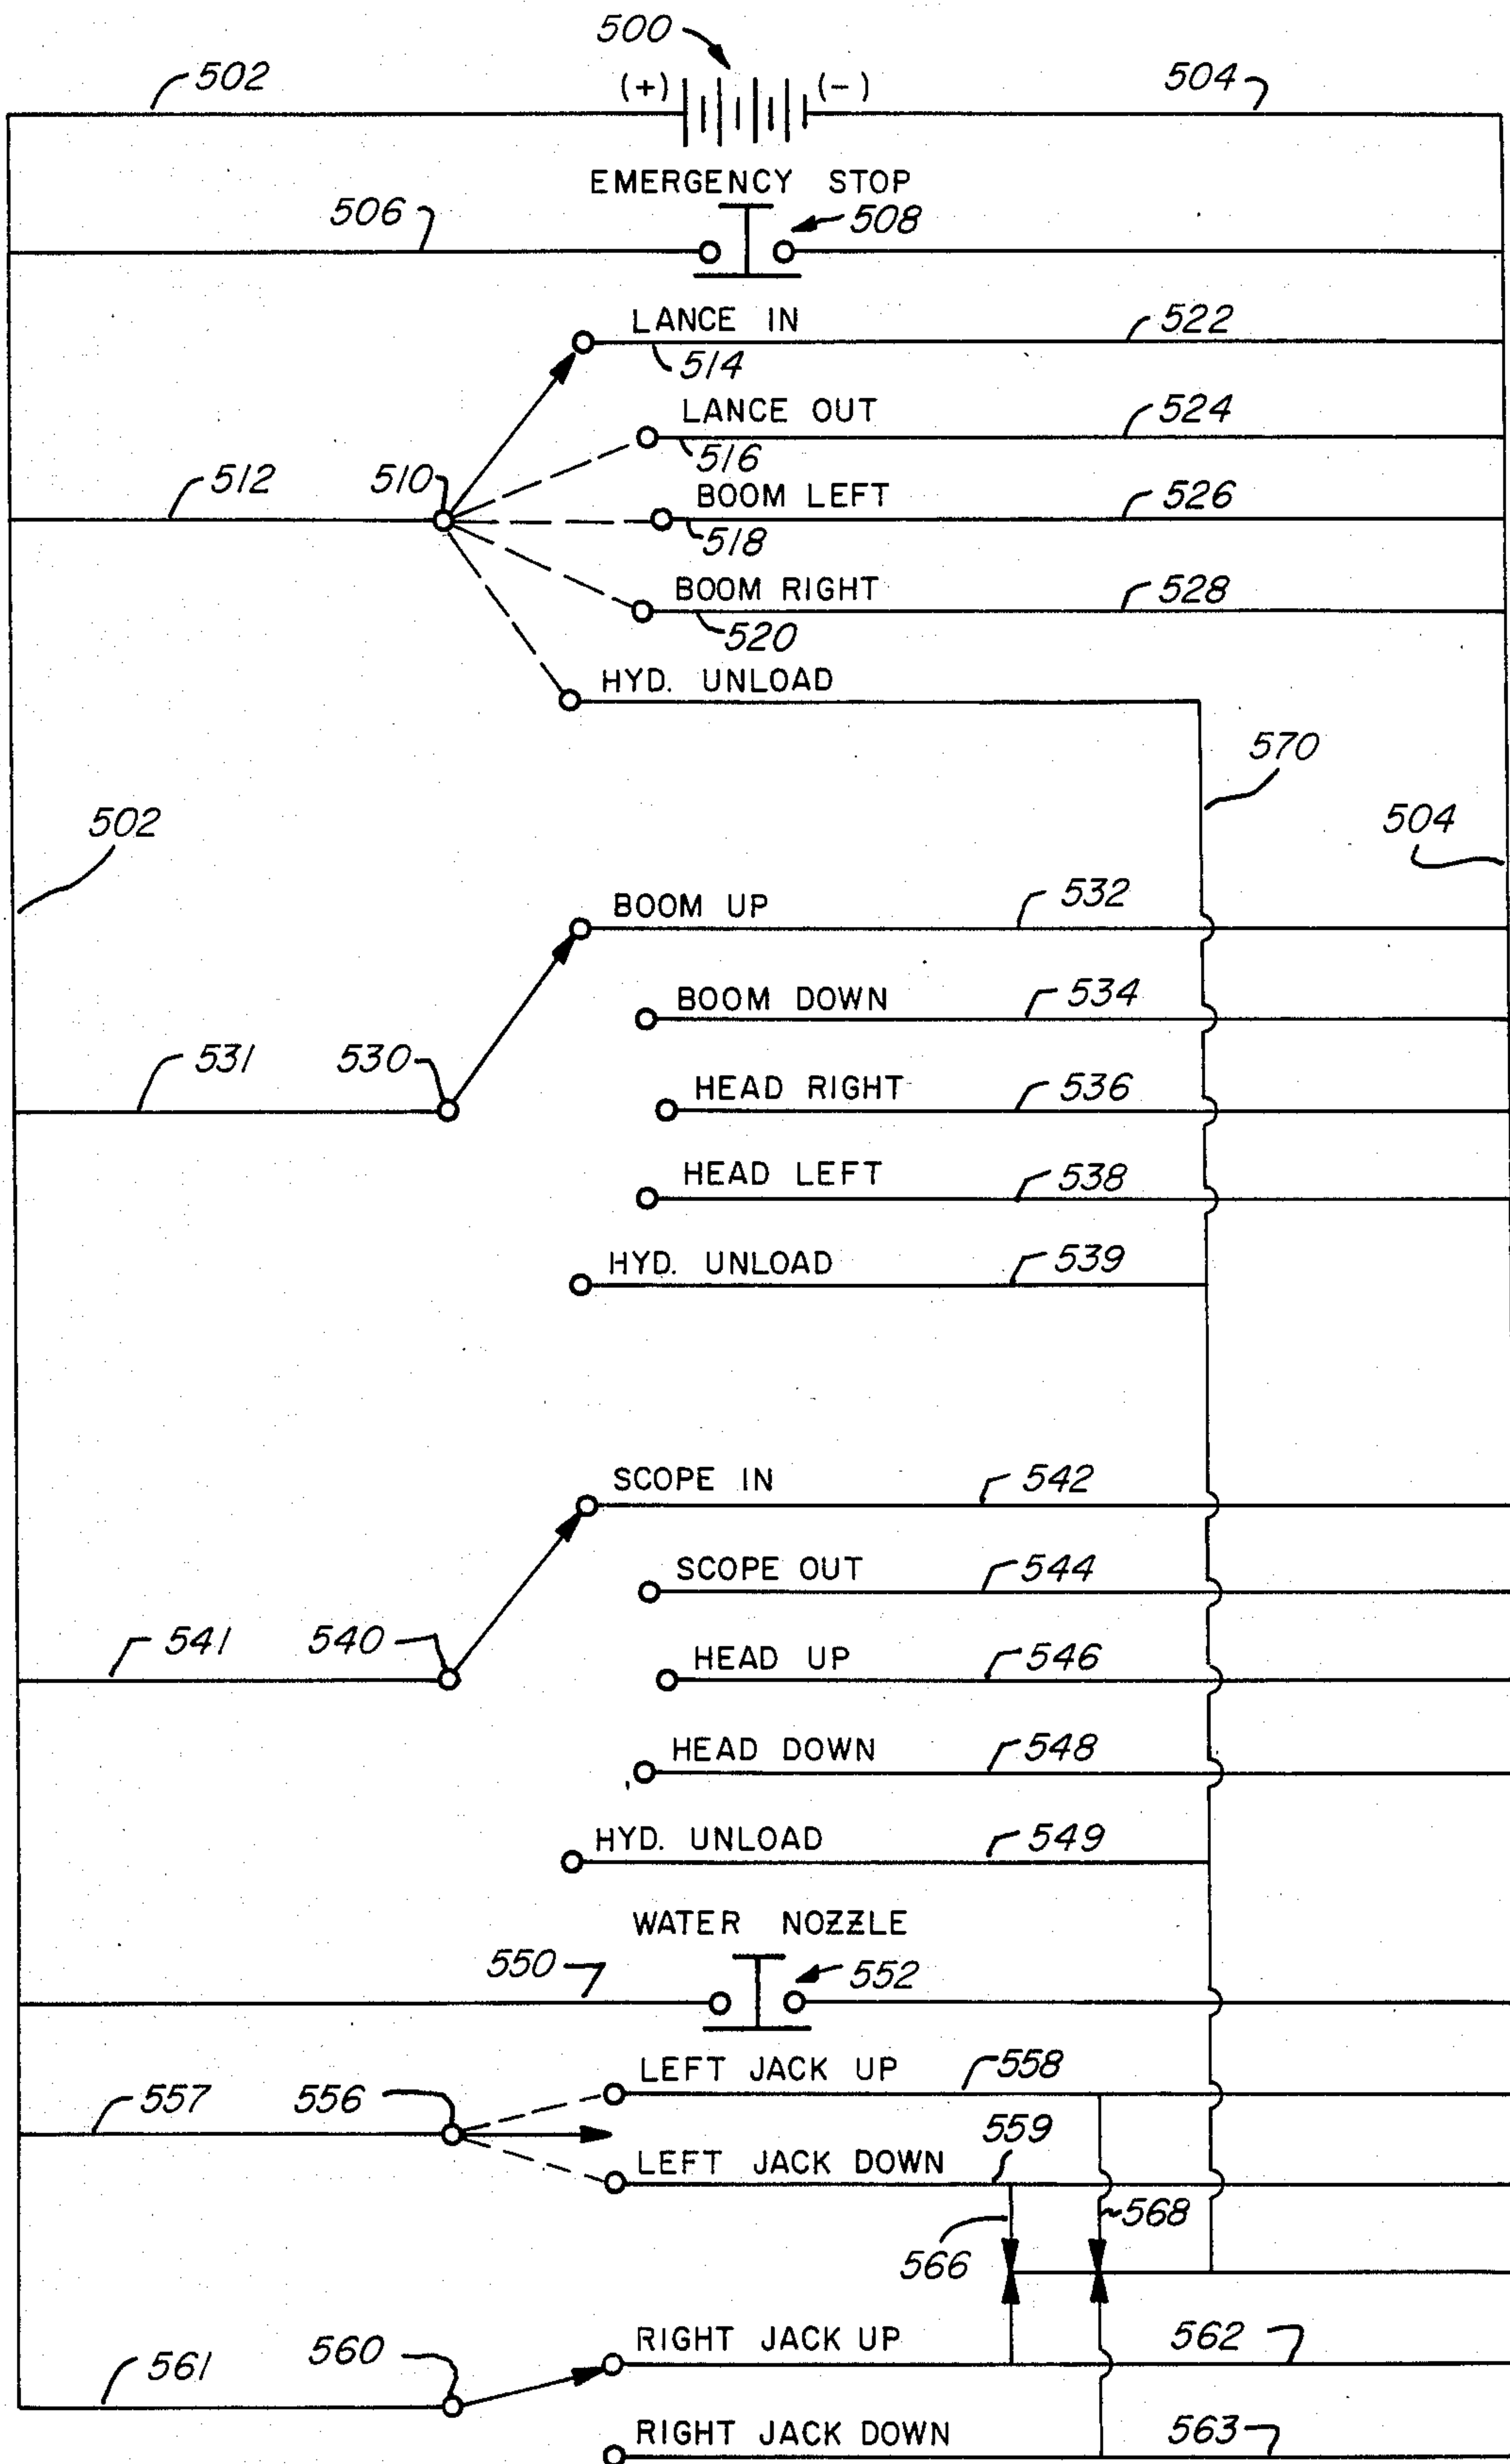 500
502 (+) (-) 504
EMERGENCY STOP
506 508
LANCE IN 522
514
LANCE OUT 524
516
512 510 BOOM LEFT 526
518
BOOM RIGHT 528
520
HYD. UNLOAD
570
502 504
BOOM UP 532
BOOM DOWN 534
531 530 HEAD RIGHT 536
HEAD LEFT 538
HYD. UNLOAD 539
SCOPE IN 542
SCOPE OUT 544
541 540 HEAD UP 546
HEAD DOWN 548
HYD. UNLOAD 549
WATER NOZZLE
550 552
LEFT JACK UP 558
557 556 559
LEFT JACK DOWN
568
566
RIGHT JACK UP 562
561 560
RIGHT JACK DOWN 563